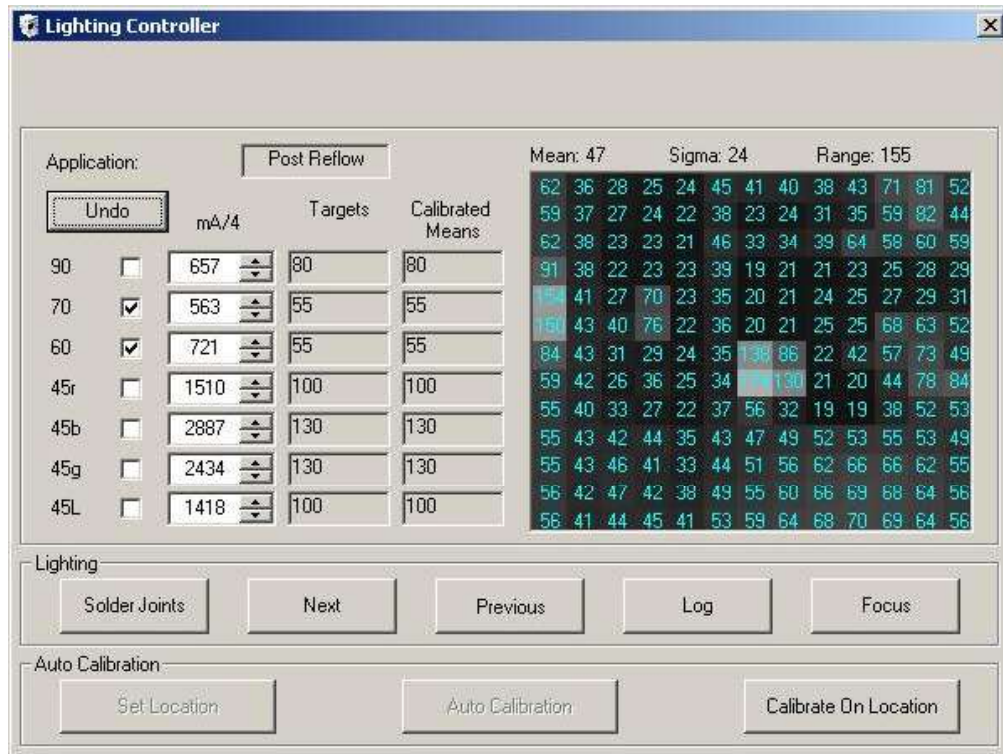 Lighting Controller
Application: Post Reflow
Mean: 47 Sigma: 24 Range: 155
Undo mA/4 Targets Calibrated Means
90 657 80 80
70 563 55 55
60 721 55 55
45r 1510 100 100
45b 2887 130 130
45g 2434 130 130
45L 1418 100 100
62 36 28 25 24 45 41 40 38 43 71 81 52
59 37 27 24 22 38 23 24 31 35 59 82 44
62 38 23 23 21 46 33 34 39 64 58 60 59
91 38 22 23 23 39 19 21 21 23 25 28 29
41 27 70 23 35 20 21 24 25 27 29 31
43 40 76 22 36 20 21 25 25 68 63 52
84 43 31 29 24 35 138 86 22 42 57 73 49
59 42 26 36 25 34 130 21 20 44 78 84
55 40 33 27 22 37 56 32 19 19 38 52 53
55 43 42 44 35 43 47 49 52 53 55 53 49
55 43 46 41 33 44 51 56 62 66 66 62 55
56 42 47 42 38 49 55 60 66 69 68 64 56
56 41 44 45 41 53 59 64 68 70 69 64 56
Lighting
Solder Joints Next Previous Log Focus
Auto Calibration
Set Location Auto Calibration Calibrate On Location